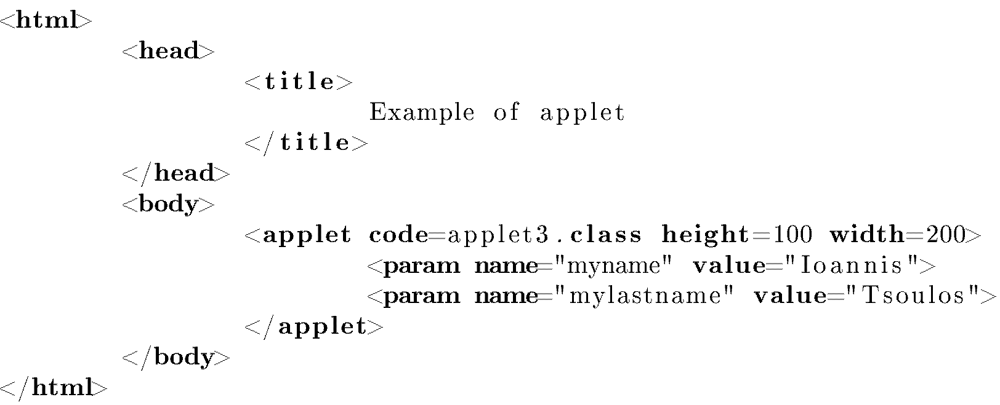 <html>
<head>
<title>
Example of applet
</title>
</head>
<body>
<applet code=applet3.class height=100 width=200>
<param name="myname" value="Ioannis">
<param name="mylastname" value="Tsoulos">
</applet>
</body>
</html>